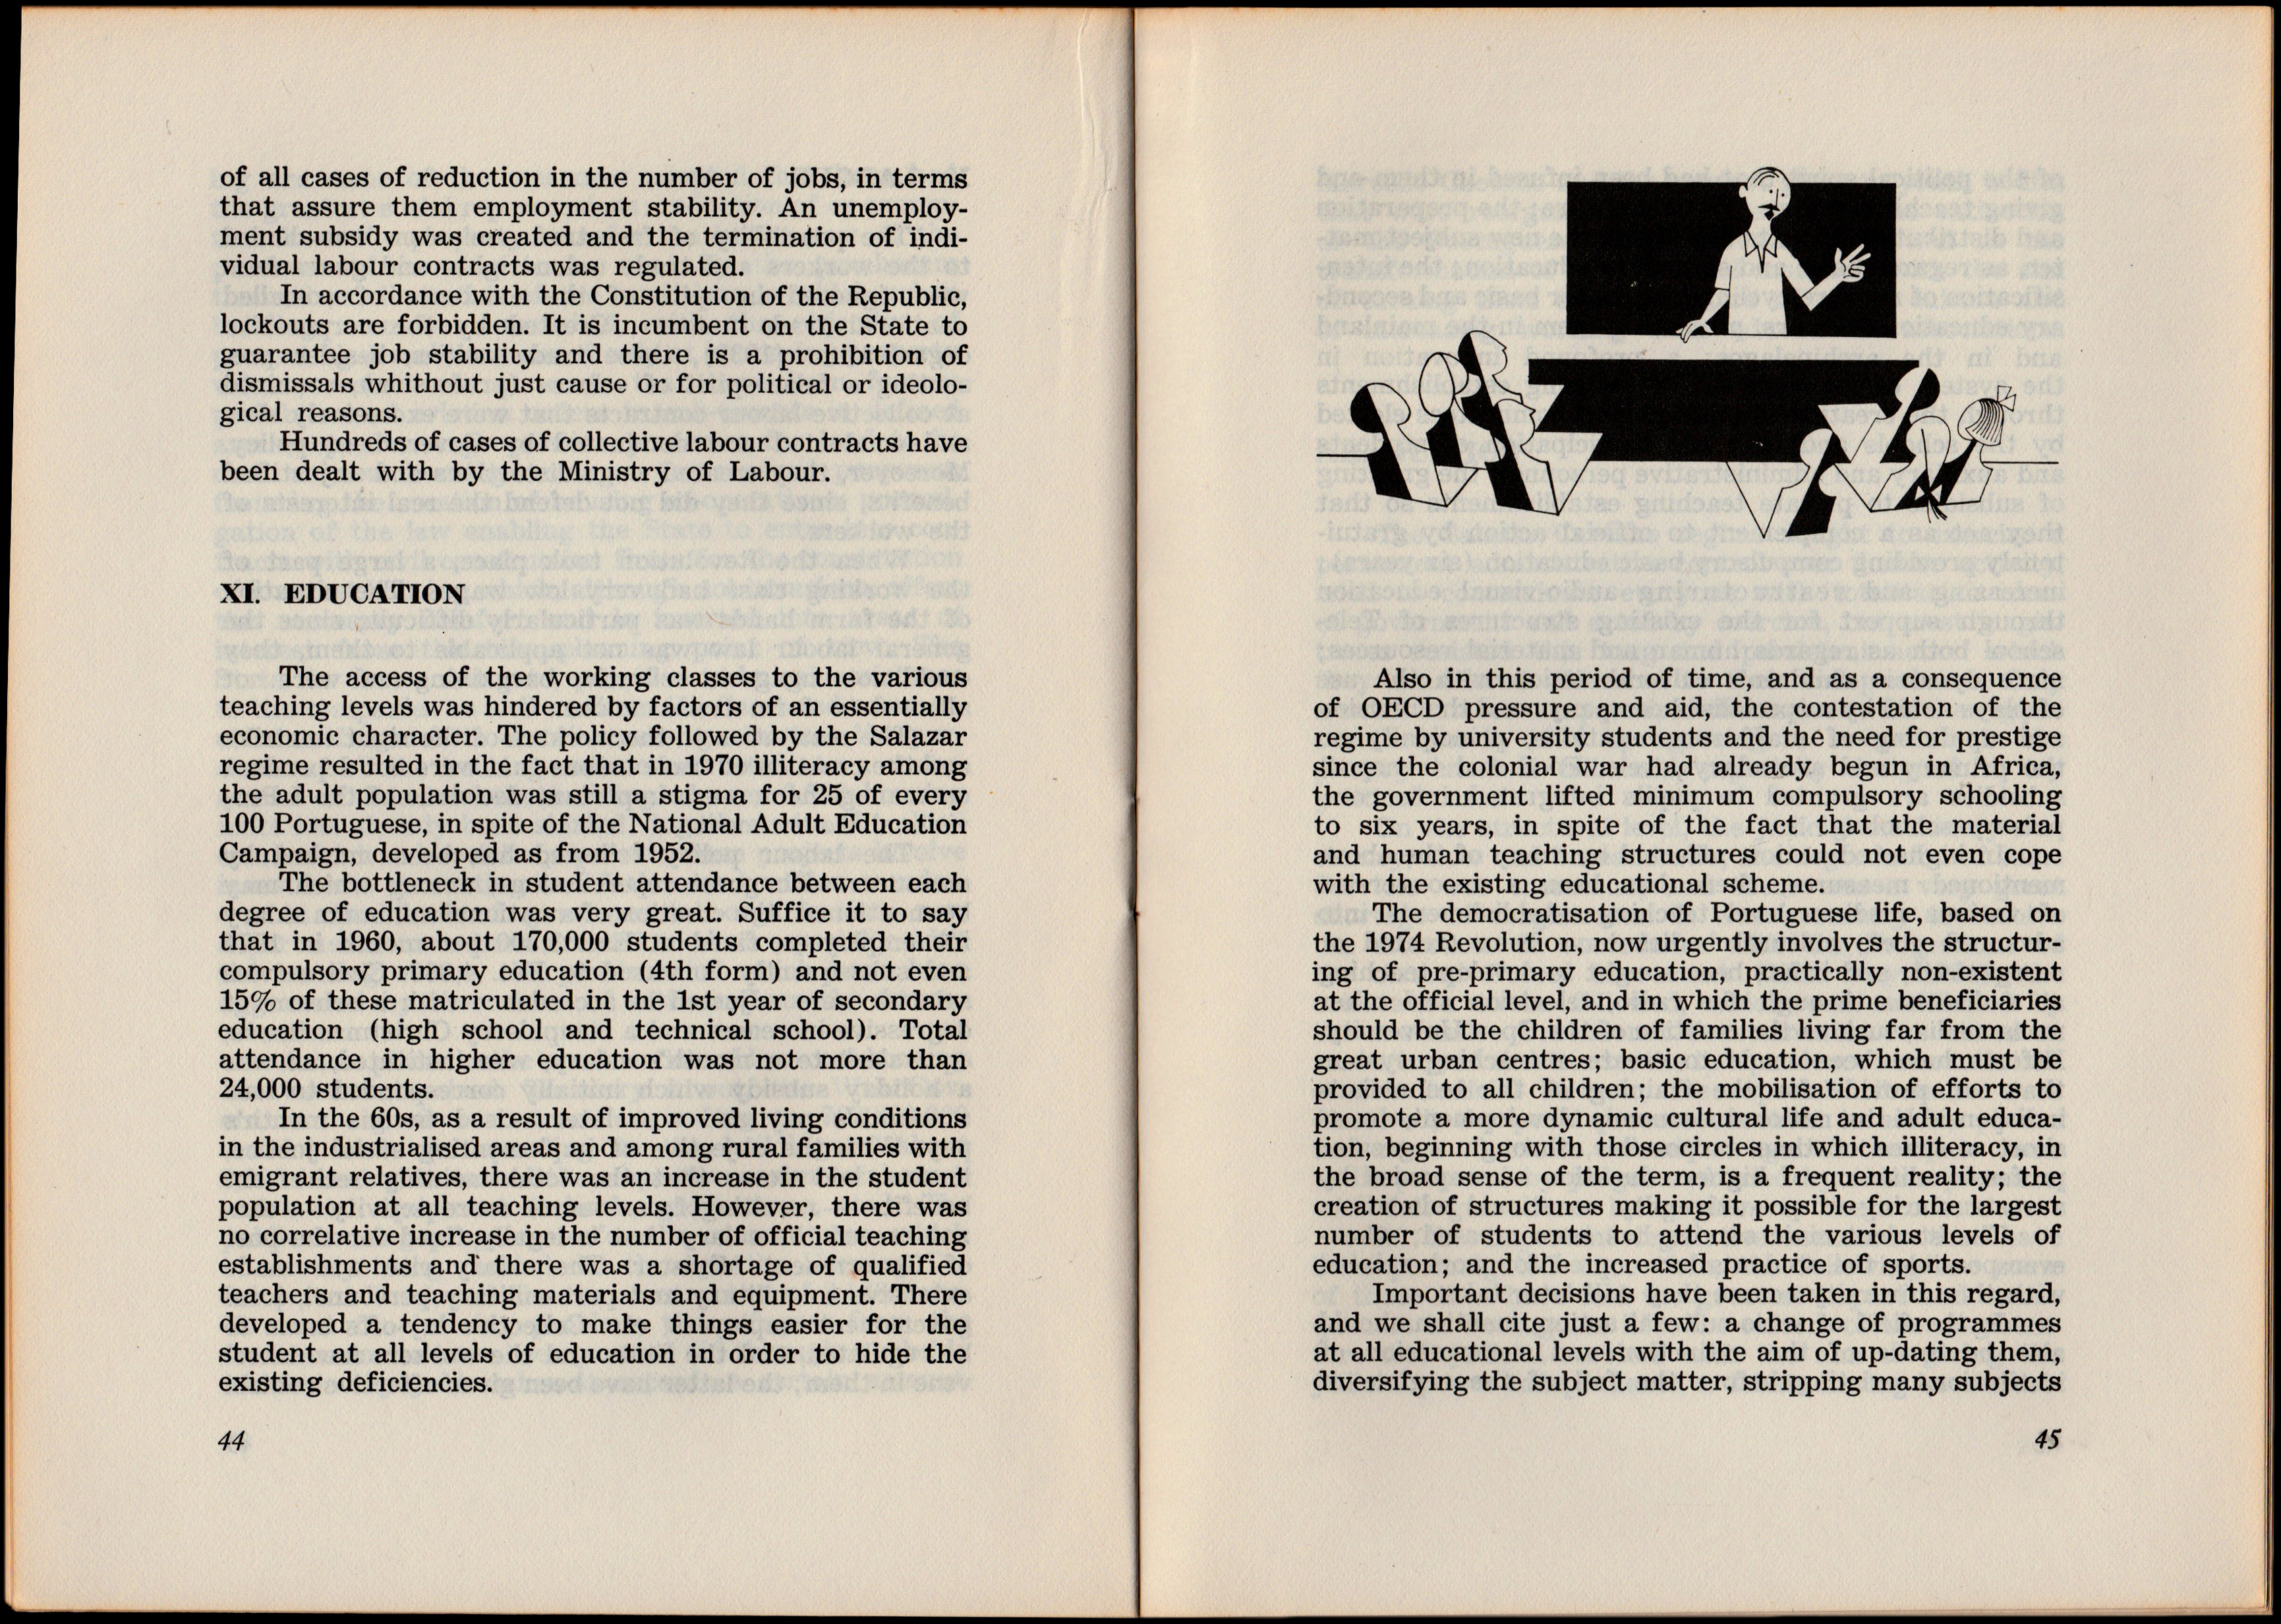 of all cases of reduction in the number of jobs, in terms
that assure them employment stability. An unemploy-
ment subsidy was created and the termination of indi-
vidual labour contracts was regulated.
In accordance with the Constitution of the Republic,
lockouts are forbidden. It is incumbent on the State to
guarantee job stability and there is a prohibition of
dismissals whithout just cause or for political or ideolo-
gical reasons.
Hundreds of cases of collective labour contracts have
been dealt with by the Ministry of Labour.
XI. EDUCATION
The access of the working classes to the various
teaching levels was hindered by factors of an essentially
economic character. The policy followed by the Salazar
regime resulted in the fact that in 1970 illiteracy among
the adult population was still a stigma for 25 of every
100 Portuguese, in spite of the National Adult Education
Campaign, developed as from 1952.
The bottleneck in student attendance between each
degree of education was very great. Suffice it to say
that in 1960, about 170,000 students completed their
compulsory primary education (4th form) and not even
15% of these matriculated in the 1st year of secondary
education (high school and technical school). Total
attendance in higher education was not more than
24,000 students.
In the 60s, as a result of improved living conditions
in the industrialised areas and among rural families with
emigrant relatives, there was an increase in the student
population at all teaching levels. However, there was
no correlative increase in the number of official teaching
establishments and there was a shortage of qualified
teachers and teaching materials and equipment. There
developed a tendency to make things easier for the
student at all levels of education in order to hide the
existing deficiencies.
44
Also in this period of time, and as a consequence
of OECD pressure and aid, the contestation of the
regime by university students and the need for prestige
since the colonial war had already begun in Africa,
the government lifted minimum compulsory schooling
to six years, in spite of the fact that the material
and human teaching structures could not even cope
with the existing educational scheme.
The democratisation of Portuguese life, based on
the 1974 Revolution, now urgently involves the structur-
ing of pre-primary education, practically non-existent
at the official level, and in which the prime beneficiaries
should be the children of families living far from the
great urban centres; basic education, which must be
provided to all children; the mobilisation of efforts to
promote a more dynamic cultural life and adult educa-
tion, beginning with those circles in which illiteracy, in
the broad sense of the term, is a frequent reality; the
creation of structures making it possible for the largest
number of students to attend the various levels of
education; and the increased practice of sports.
Important decisions have been taken in this regard,
and we shall cite just a few: a change of programmes
at all educational levels with the aim of up-dating them,
diversifying the subject matter, stripping many subjects
45